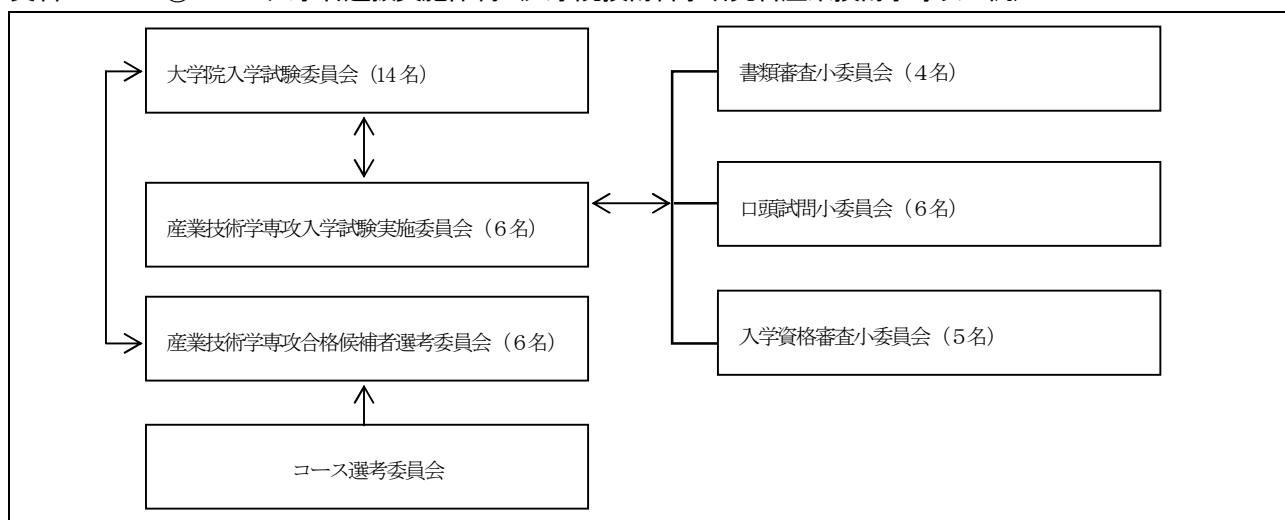 大学院入学試験委員会（14名）
産業技術学専攻入学試験実施委員会（６名）
産業技術学専攻合格候補者選考委員会（６名）
コース選考委員会
書類審査小委員会（４名）
口頭試問小委員会（６名）
入学資格審査小委員会（５名）